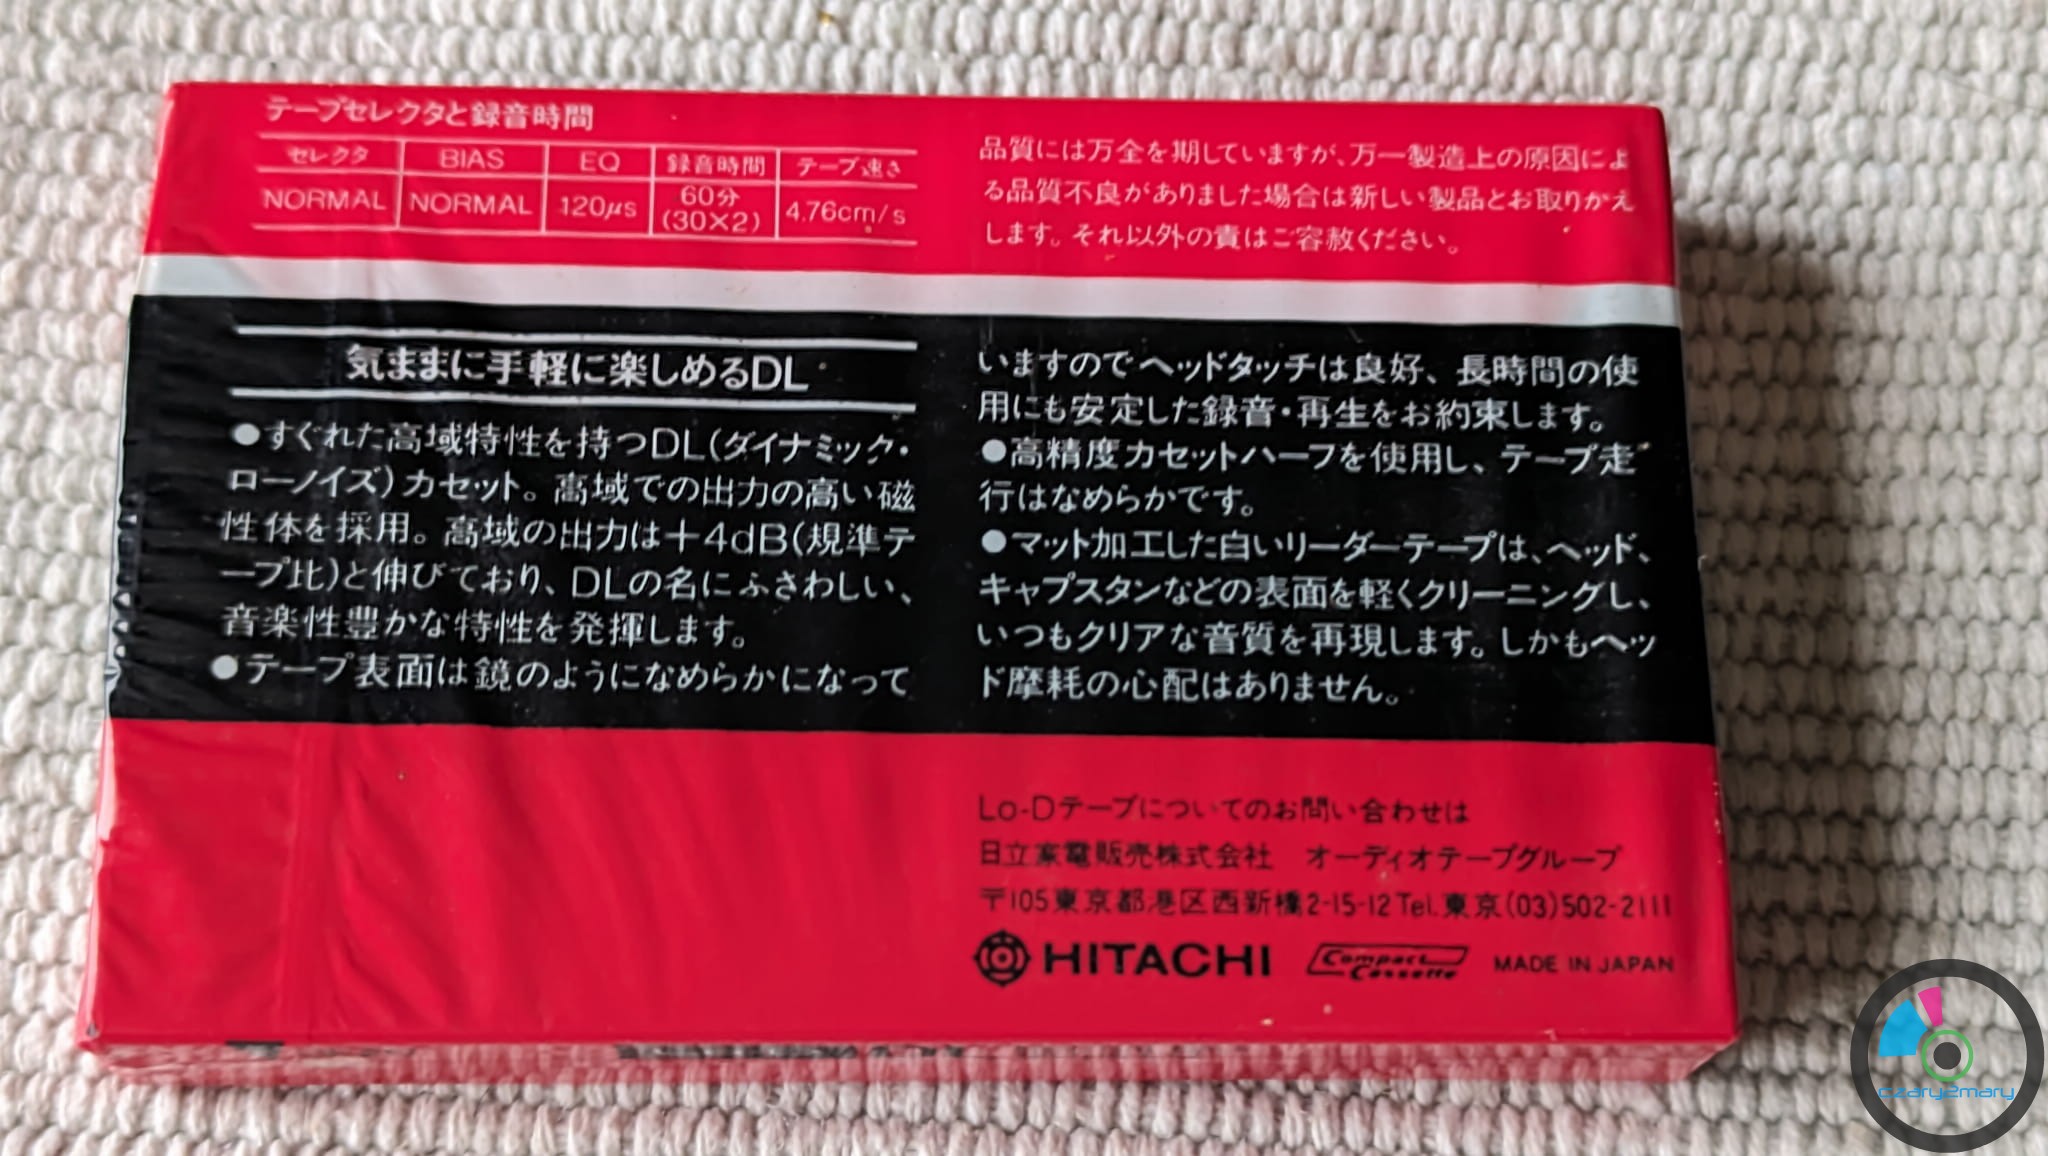 テープセレクタと録音時間
セレクタ BIAS EQ 録音時間 テープ速さ
NORMAL NORMAL 120μs 60分(30×2) 4.76cm/s
品質には万全を期していますが、万一製造上の原因によ
る品質不良がありました場合は新しい製品とお取りかえ
します。それ以外の責はご容赦ください。
気ままに手軽に楽しめるDL
●すぐれた高域特性を持つDL(ダイナミック・
ローノイズ)カセット。高域での出力の高い磁
性体を採用。高域の出力は+4dB(規準テ
ープ比)と伸びており、DLの名にふさわしい、
音楽性豊かな特性を発揮します。
●テープ表面は鏡のようになめらかになって
いますのでヘッドタッチは良好、長時間の使
用にも安定した録音・再生をお約束します。
●高精度カセットハーフを使用し、テープ走
行はなめらかです。
●マット加工した白いリーダーテープは、ヘッド、
キャプスタンなどの表面を軽くクリーニングし、
いつもクリアな音質を再現します。しかもヘッ
ド摩耗の心配はありません。
Lo-Dテープについてのお問い合わせは
日立家電販売株式会社 オーディオテープグループ
〒105東京都港区西新橋2-15-12 Tel.東京(03)502-2111
HITACHI Compact Cassette MADE IN JAPAN
czary2mary